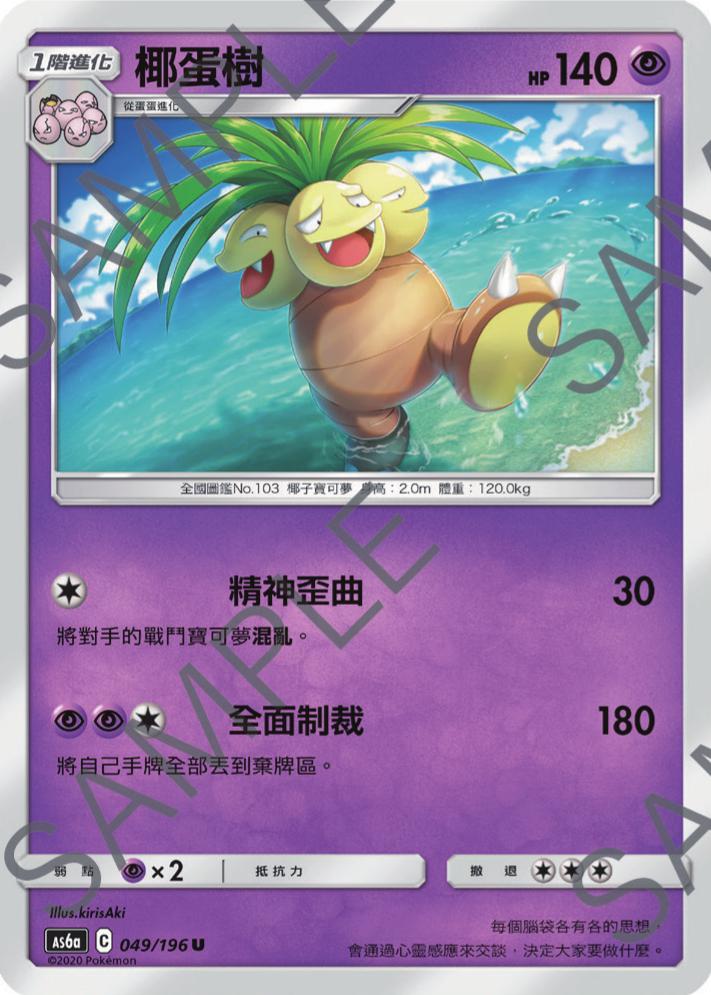 1階進化 椰蛋樹 HP 140
從蛋蛋進化
全國圖鑑No.103 椰子寶可夢 身高：2.0m 體重：120.0kg
精神歪曲 30
將對手的戰鬥寶可夢混亂。
全面制裁 180
將自己手牌全部丟到棄牌區。
弱點 ×2 抵抗力 撤退
Illus.kirisAki
AS6a C 049/196 U
©2020 Pokémon
每個腦袋各有各的思想。
會通過心靈感應來交談，決定大家要做什麼。
SAMPLE
SAMPLE
SAMPLE
SAMPLE